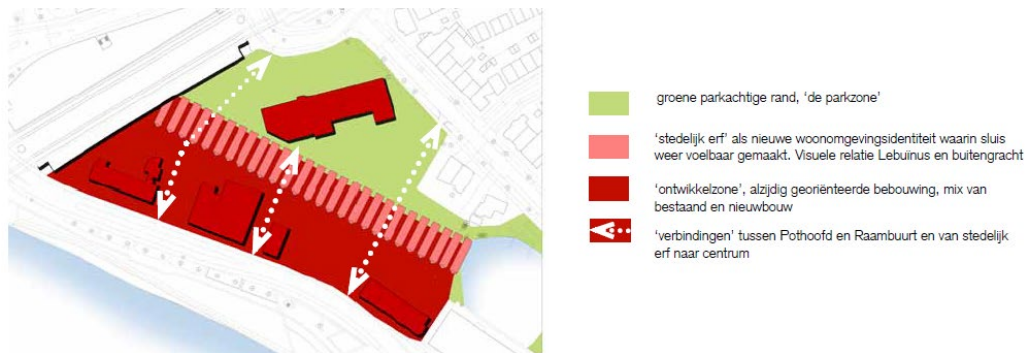 groene parkachtige rand, 'de parkzone'
'stedelijk erf' als nieuwe woonomgevingsidentiteit waarin sluis
weer voelbaar gemaakt. Visuele relatie Lebuïnus en buitengracht
'ontwikkelzone', alzijdig georiënteerde bebouwing, mix van
bestaand en nieuwbouw
'verbindingen' tussen Pothoofd en Raambuurt en van stedelijk
erf naar centrum